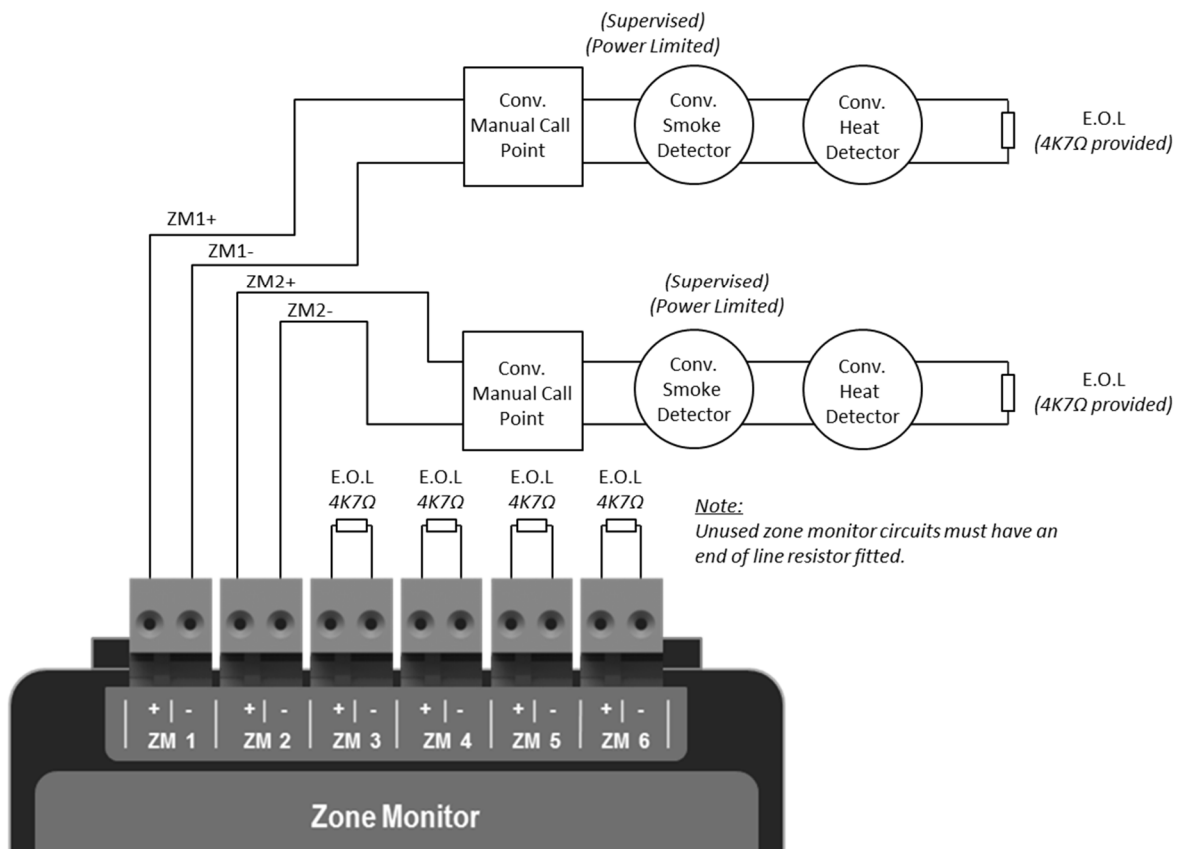 (Supervised)
(Power Limited)
Conv.
Manual Call
Point
Conv.
Smoke
Detector
Conv.
Heat
Detector
E.O.L
(4K7Ω provided)
ZM1+
ZM1-
ZM2+
ZM2-
(Supervised)
(Power Limited)
Conv.
Manual Call
Point
Conv.
Smoke
Detector
Conv.
Heat
Detector
E.O.L
(4K7Ω provided)
E.O.L
4K7Ω
E.O.L
4K7Ω
E.O.L
4K7Ω
E.O.L
4K7Ω
Note:
Unused zone monitor circuits must have an
end of line resistor fitted.
+ | -
ZM 1
+ | -
ZM 2
+ | -
ZM 3
+ | -
ZM 4
+ | -
ZM 5
+ | -
ZM 6
Zone Monitor